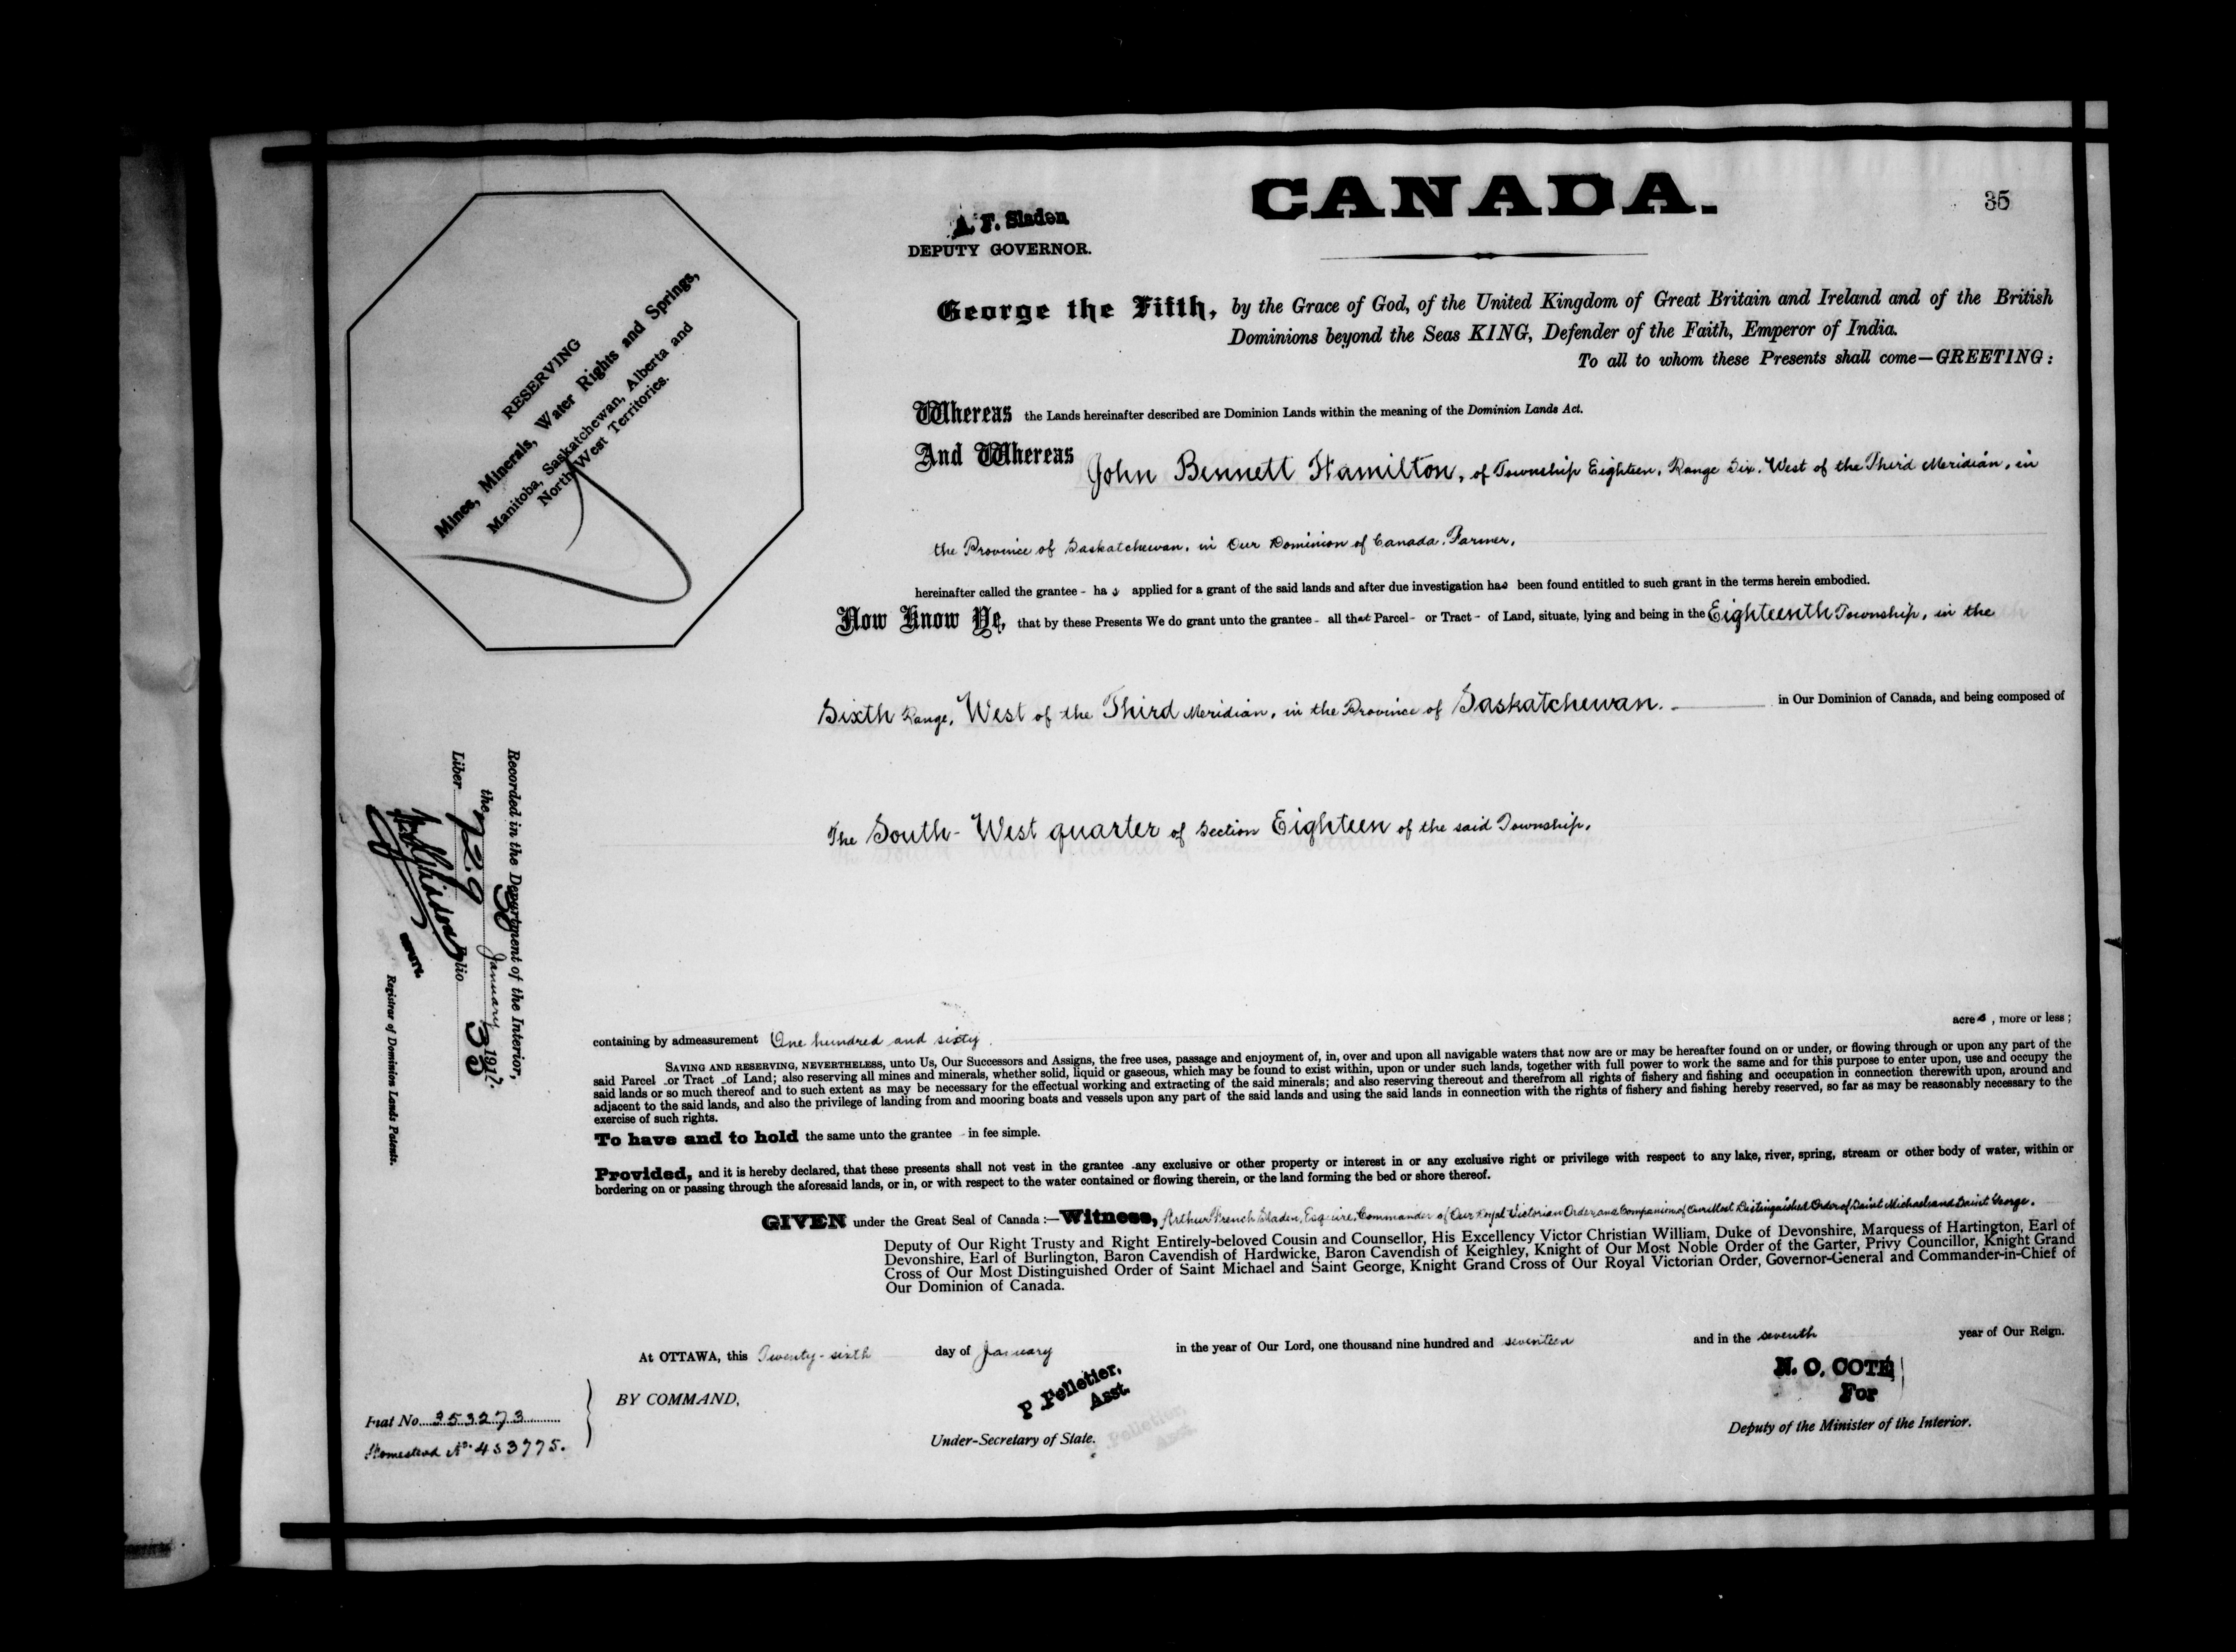 CANADA.
35
A. F. Sladen
DEPUTY GOVERNOR.
RESERVING
Mines, Minerals, Water Rights and Springs,
Manitoba, Saskatchewan, Alberta and
North West Territories.
George the Fifth, by the Grace of God, of the United Kingdom of Great Britain and Ireland and of the British
Dominions beyond the Seas KING, Defender of the Faith, Emperor of India.
To all to whom these Presents shall come—GREETING:
Whereas the Lands hereinafter described are Dominion Lands within the meaning of the Dominion Lands Act.
And Whereas John Bennett Hamilton, of Township Eighteen, Range Six, West of the Third Meridian, in
the Province of Saskatchewan, in Our Dominion of Canada, Farmer,
hereinafter called the grantee - has applied for a grant of the said lands and after due investigation has been found entitled to such grant in the terms herein embodied.
Now Know Ye, that by these Presents We do grant unto the grantee - all that Parcel - or Tract - of Land, situate, lying and being in the Eighteenth Township, in the
Sixth Range, West of the Third Meridian, in the Province of Saskatchewan. in Our Dominion of Canada, and being composed of
The South-West quarter of Section Eighteen of the said Township,
Recorded in the Department of the Interior,
the 30 January 1917.
Liber 729 Folio 35
Registrar of Dominion Lands Patents.
containing by admeasurement One hundred and sixty acres, more or less;
SAVING AND RESERVING, NEVERTHELESS, unto Us, Our Successors and Assigns, the free uses, passage and enjoyment of, in, over and upon all navigable waters that now are or may be hereafter found on or under, or flowing through or upon any part of the
said Parcel - or Tract - of Land; also reserving all mines and minerals, whether solid, liquid or gaseous, which may be found to exist within, upon or under such lands, together with full power to work the same and for this purpose to enter upon, use and occupy the
said lands or so much thereof and to such extent as may be necessary for the effectual working and extracting of the said minerals; and also reserving thereout and therefrom all rights of fishery and fishing and occupation in connection therewith upon, around and
adjacent to the said lands, and also the privilege of landing from and mooring boats and vessels upon any part of the said lands and using the said lands in connection with the rights of fishery and fishing hereby reserved, so far as may be reasonably necessary to the
exercise of such rights.
To have and to hold the same unto the grantee - in fee simple.
Provided, and it is hereby declared, that these presents shall not vest in the grantee - any exclusive or other property or interest in or any exclusive right or privilege with respect to any lake, river, spring, stream or other body of water, within or
bordering on or passing through the aforesaid lands, or in, or with respect to the water contained or flowing therein, or the land forming the bed or shore thereof.
GIVEN under the Great Seal of Canada:—Witness, Arthur French Sladen, Esquire, Commander of Our Royal Victorian Order and Companion of Our Most Distinguished Order of Saint Michael and Saint George,
Deputy of Our Right Trusty and Right Entirely-beloved Cousin and Counsellor, His Excellency Victor Christian William, Duke of Devonshire, Marquess of Hartington, Earl of
Devonshire, Earl of Burlington, Baron Cavendish of Hardwicke, Baron Cavendish of Keighley, Knight of Our Most Noble Order of the Garter, Privy Councillor, Knight Grand
Cross of Our Most Distinguished Order of Saint Michael and Saint George, Knight Grand Cross of Our Royal Victorian Order, Governor-General and Commander-in-Chief of
Our Dominion of Canada.
At OTTAWA, this Twenty-sixth day of January in the year of Our Lord, one thousand nine hundred and seventeen and in the seventh year of Our Reign.
BY COMMAND,
P. Pelletier,
Asst.
Under-Secretary of State.
N. O. COTE
For
Deputy of the Minister of the Interior.
Fiat No. 353273
Homestead No. 453775.